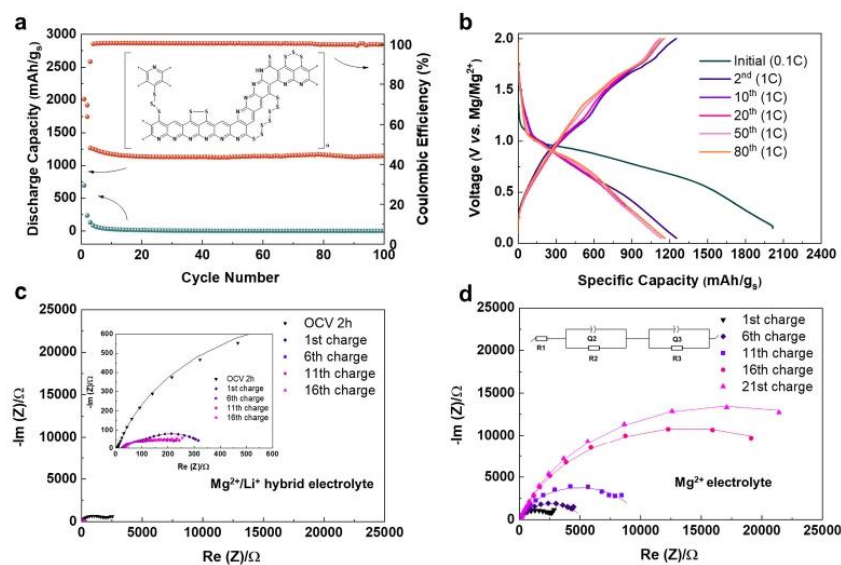 a
3000
2500
2000
1500
1000
500
0
Discharge Capacity (mAh/gs)
100
80
60
40
20
0
Coulombic Efficiency (%)
0 20 40 60 80 100
Cycle Number
N
S
HN
n
b
2.0
1.5
1.0
0.5
0.0
Voltage (V vs. Mg/Mg2+)
Initial (0.1C)
2nd (1C)
10th (1C)
20th (1C)
50th (1C)
80th (1C)
0 300 600 900 1200 1500 1800 2100 2400
Specific Capacity (mAh/gs)
c
25000
20000
15000
10000
5000
0
-Im (Z)/Ω
OCV 2h
1st charge
6th charge
11th charge
16th charge
600
500
400
300
200
100
0
-Im (Z)/Ω
OCV 2h
1st charge
6th charge
11th charge
16th charge
0 100 200 300 400 500 600
Re (Z)/Ω
Mg2+/Li+ hybrid electrolyte
0 5000 10000 15000 20000 25000
Re (Z)/Ω
d
25000
20000
15000
10000
5000
0
-Im (Z)/Ω
R1
Q2
R2
Q3
R3
1st charge
6th charge
11th charge
16th charge
21st charge
Mg2+ electrolyte
0 5000 10000 15000 20000 25000
Re (Z)/Ω